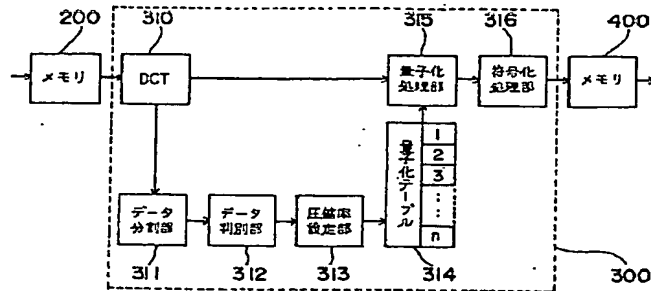 200
310
315
316
400
メモリ
DCT
量子化
処理部
符号化
処理部
メモリ
量子化テーブル
1
2
3
⋮
⋮
n
データ
分割部
データ
判別部
圧縮率
設定部
311
312
313
314
300